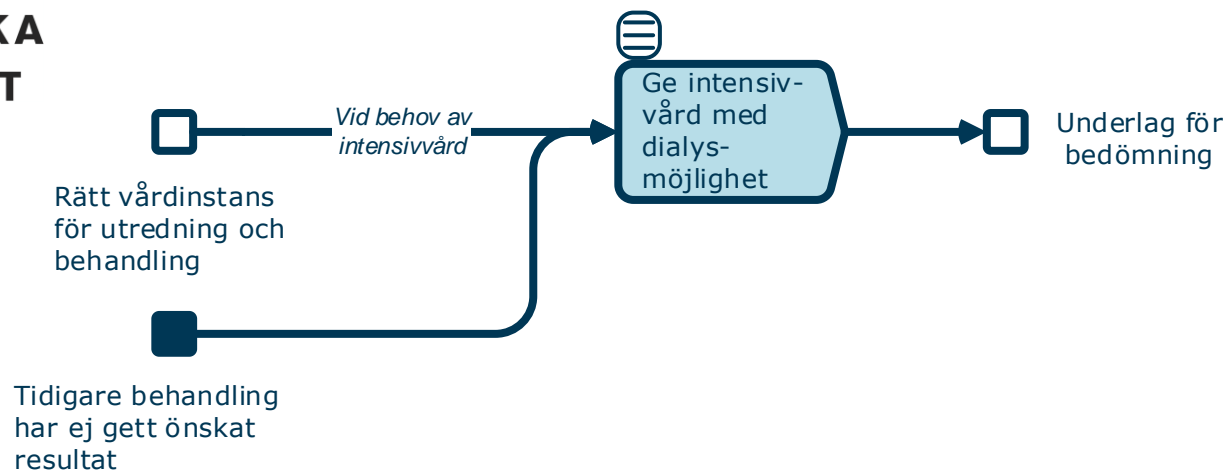 KA
T
Vid behov av
intensivvård
Ge intensiv-
vård med
dialys-
möjlighet
Underlag för
bedömning
Rätt vårdinstans
för utredning och
behandling
Tidigare behandling
har ej gett önskat
resultat